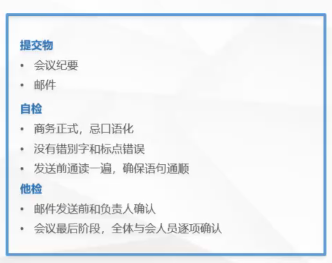 提交物
• 会议纪要
• 邮件
自检
• 商务正式，忌口语化
• 没有错别字和标点错误
• 发送前通读一遍，确保语句通顺
他检
• 邮件发送前和负责人确认
• 会议最后阶段，全体与会人员逐项确认